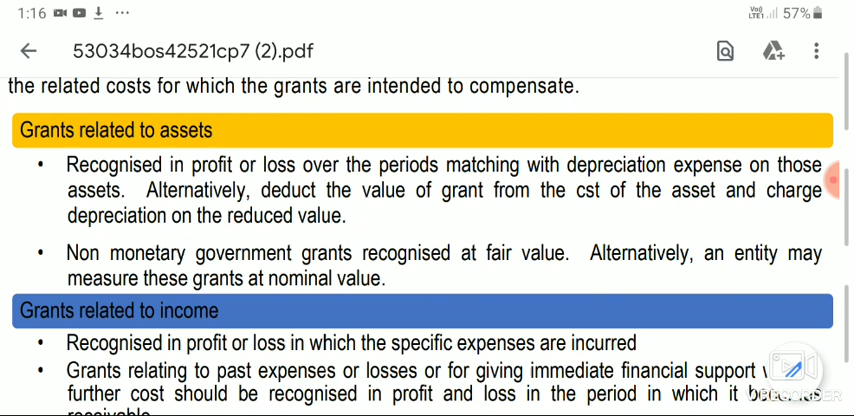 1:16 ... Vo) LTE1 57%
53034bos42521cp7 (2).pdf
the related costs for which the grants are intended to compensate.
Grants related to assets
• Recognised in profit or loss over the periods matching with depreciation expense on those
assets. Alternatively, deduct the value of grant from the cst of the asset and charge
depreciation on the reduced value.
• Non monetary government grants recognised at fair value. Alternatively, an entity may
measure these grants at nominal value.
Grants related to income
• Recognised in profit or loss in which the specific expenses are incurred
• Grants relating to past expenses or losses or for giving immediate financial support
further cost should be recognised in profit and loss in the period in which it
receivable
VRECORDER